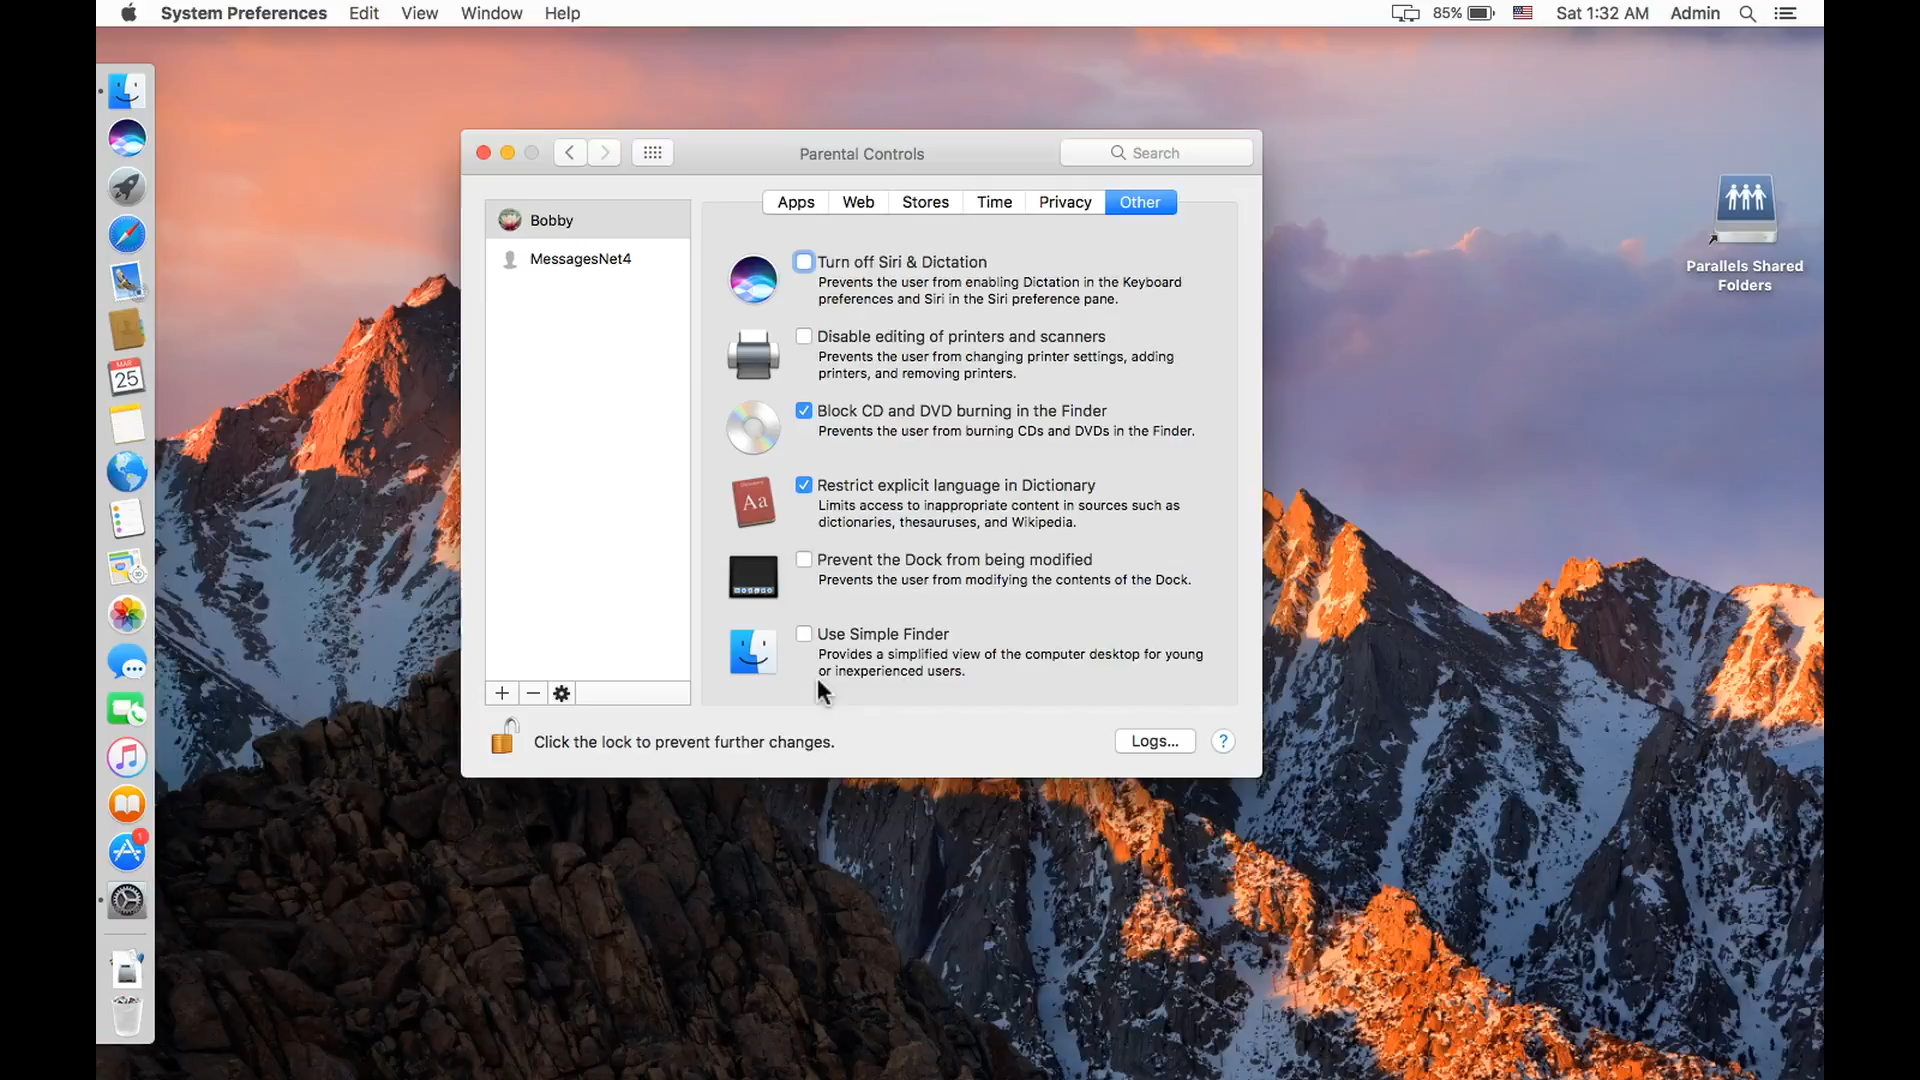 System Preferences Edit View Window Help 85% Sat 1:32 AM Admin
Parental Controls
Search
Apps Web Stores Time Privacy Other
Bobby
MessagesNet4
Turn off Siri & Dictation
Prevents the user from enabling Dictation in the Keyboard
preferences and Siri in the Siri preference pane.
Disable editing of printers and scanners
Prevents the user from changing printer settings, adding
printers, and removing printers.
Block CD and DVD burning in the Finder
Prevents the user from burning CDs and DVDs in the Finder.
Aa
Restrict explicit language in Dictionary
Limits access to inappropriate content in sources such as
dictionaries, thesauruses, and Wikipedia.
Prevent the Dock from being modified
Prevents the user from modifying the contents of the Dock.
Use Simple Finder
Provides a simplified view of the computer desktop for young
or inexperienced users.
Click the lock to prevent further changes.
Logs... ?
Parallels Shared
Folders
MAR
25
1